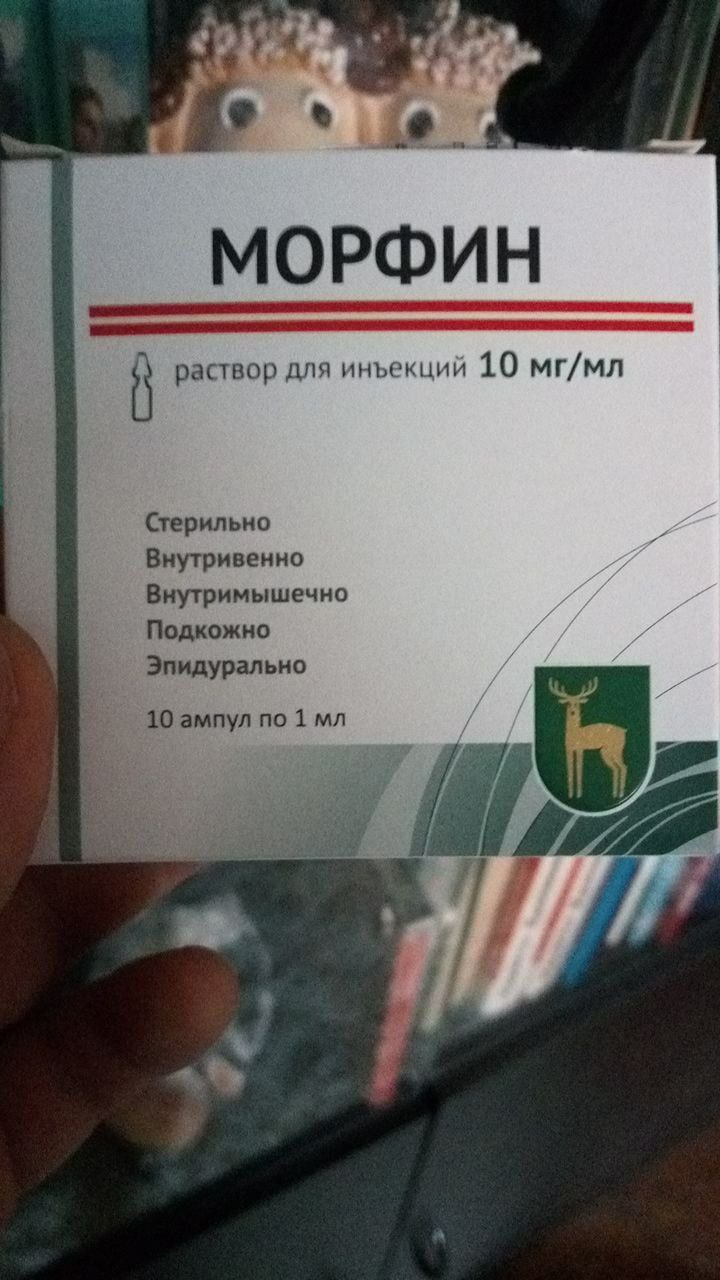 МОРФИН
раствор для инъекций 10 мг/мл
Стерильно
Внутривенно
Внутримышечно
Подкожно
Эпидурально
10 ампул по 1 мл